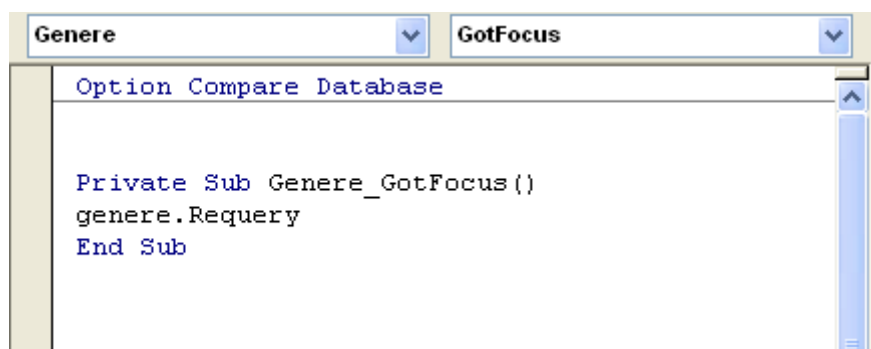 Genere GotFocus
Option Compare Database
Private Sub Genere_GotFocus()
genere.Requery
End Sub